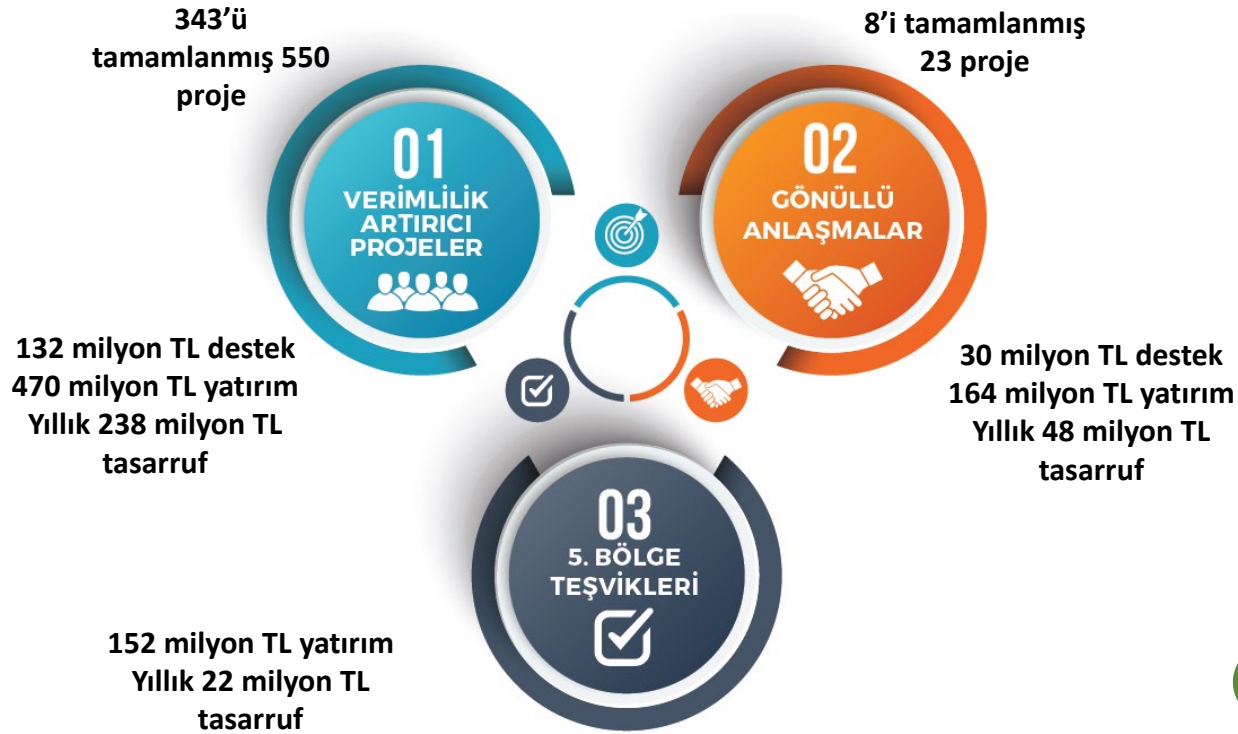 343’ü
tamamlanmış 550
proje
01
VERİMLİLİK
ARTIRICI
PROJELER
132 milyon TL destek
470 milyon TL yatırım
Yıllık 238 milyon TL
tasarruf
8’i tamamlanmış
23 proje
02
GÖNÜLLÜ
ANLAŞMALAR
30 milyon TL destek
164 milyon TL yatırım
Yıllık 48 milyon TL
tasarruf
03
5. BÖLGE
TEŞVİKLERİ
152 milyon TL yatırım
Yıllık 22 milyon TL
tasarruf